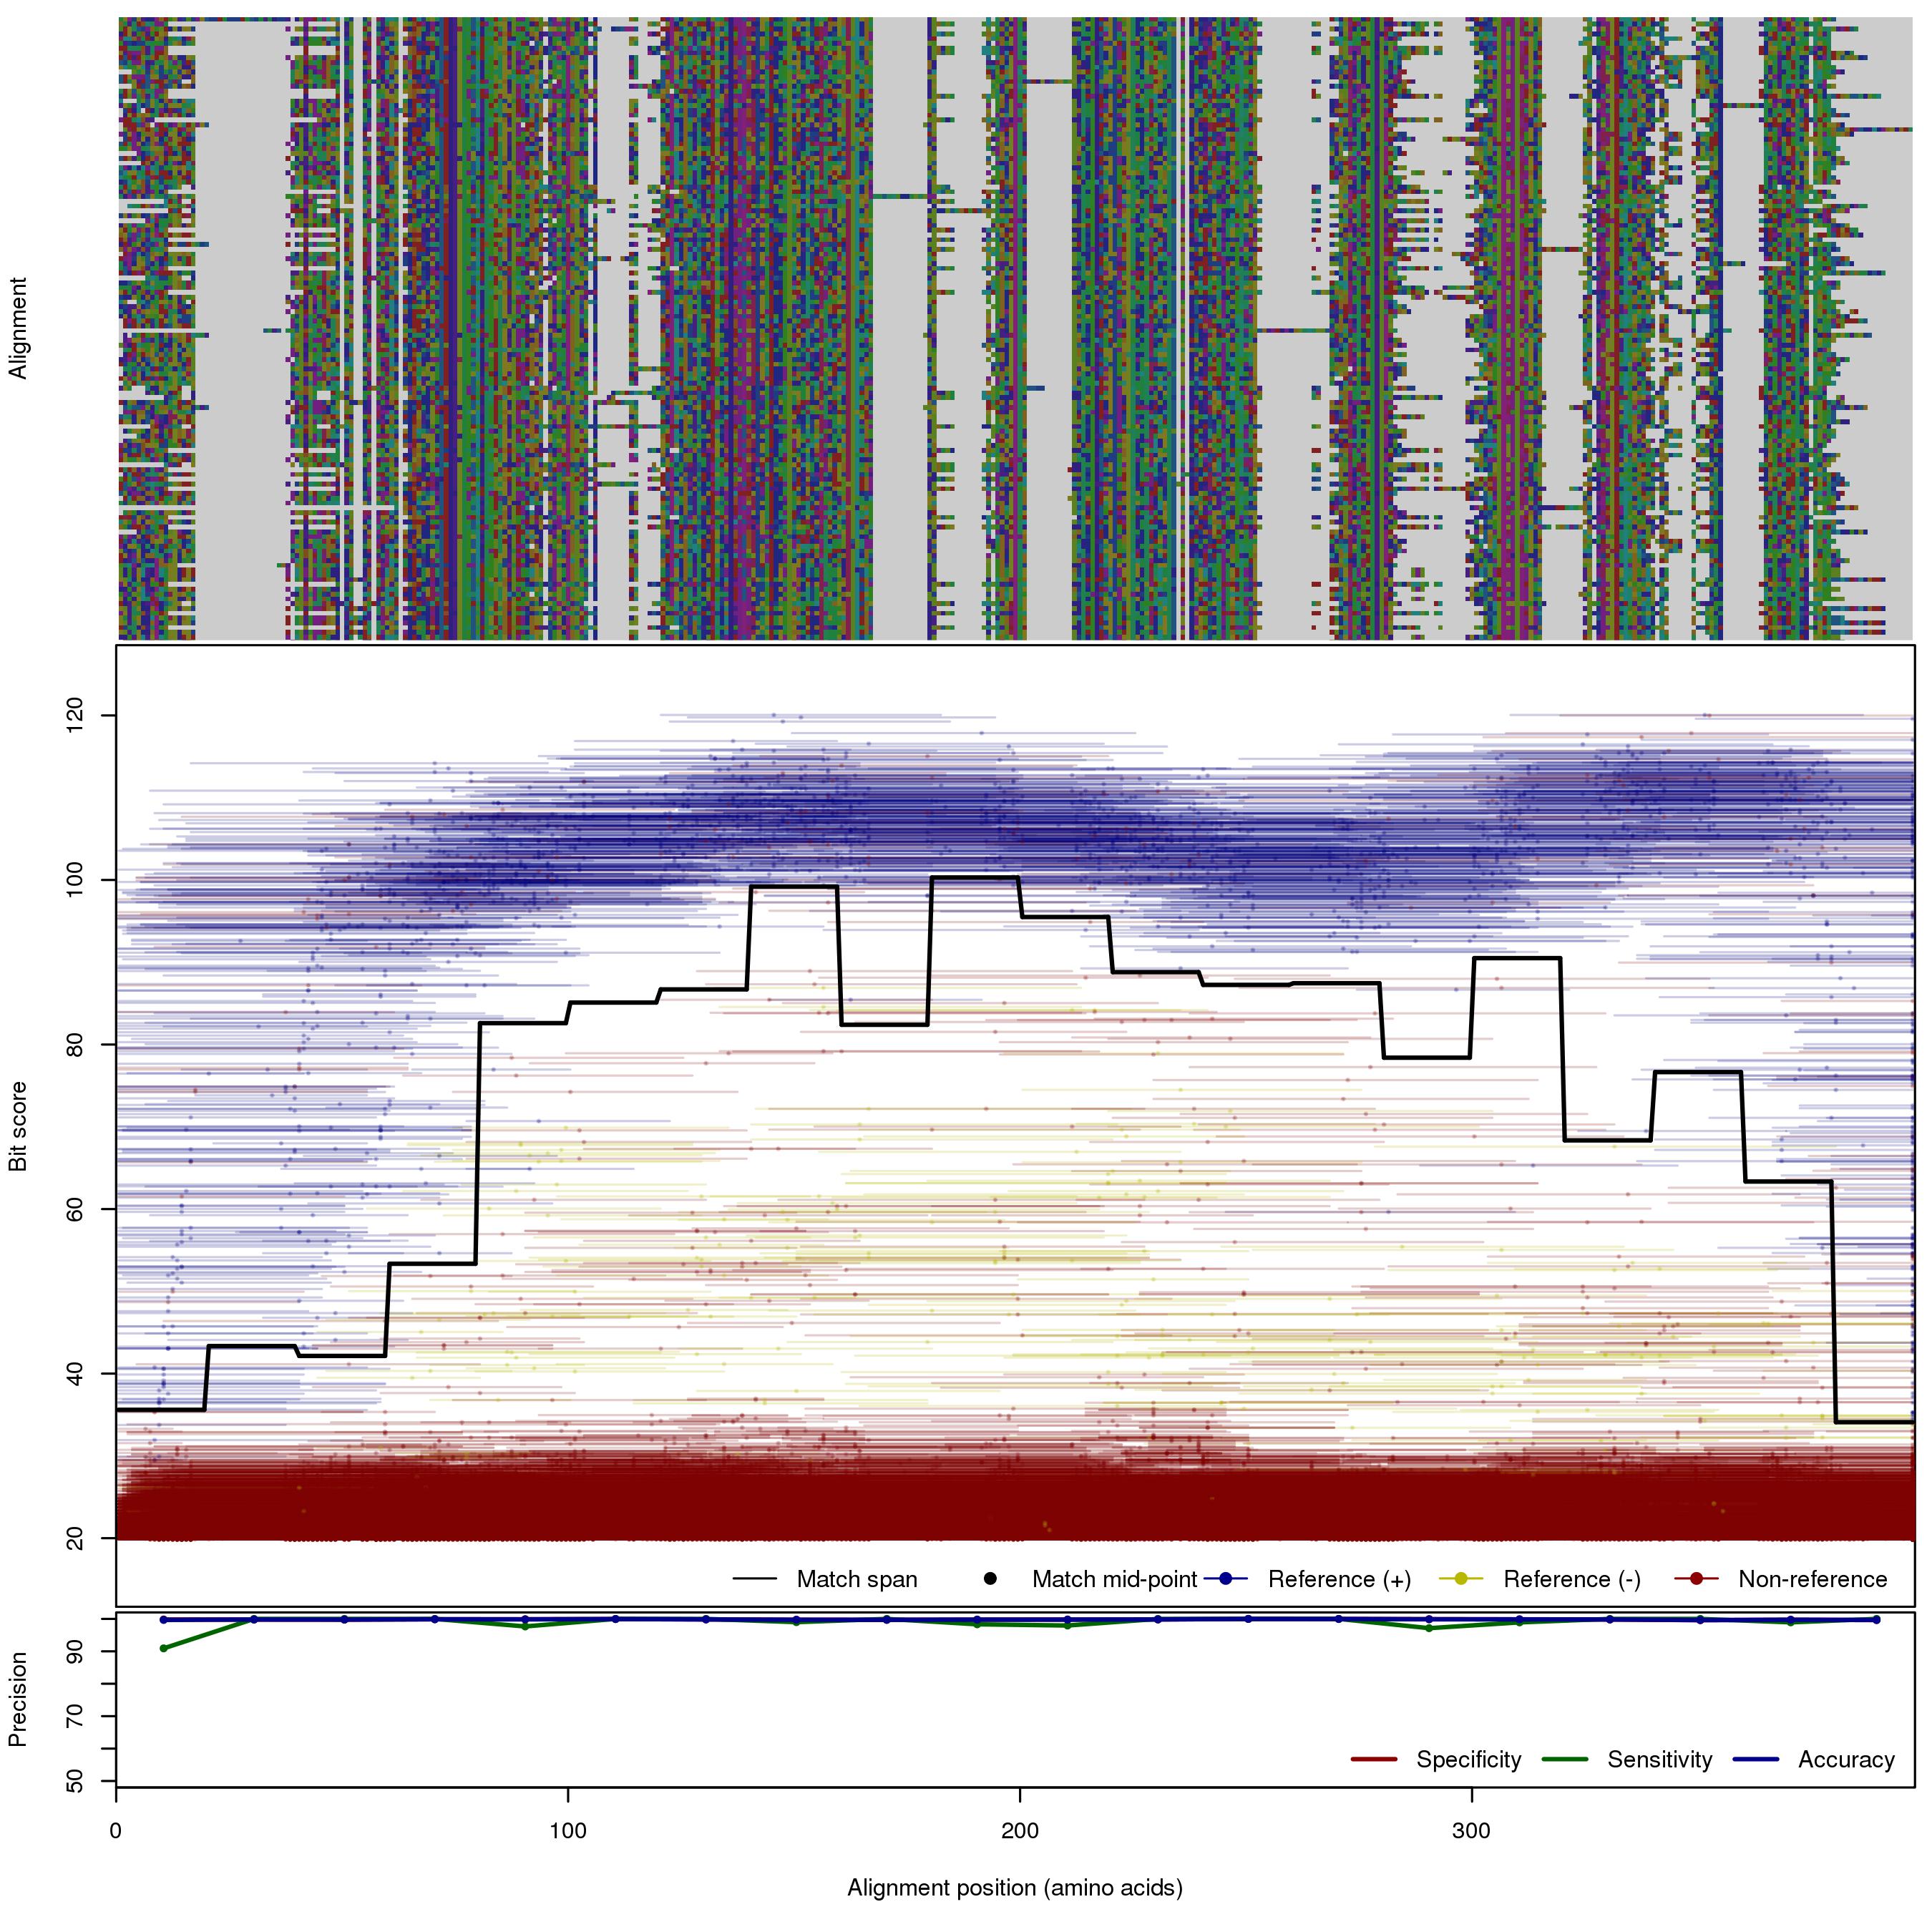 Alignment
120
100
80
60
40
20
Bit score
Match span Match mid-point Reference (+) Reference (-) Non-reference
90
70
50
Precision
Specificity Sensitivity Accuracy
0 100 200 300
Alignment position (amino acids)